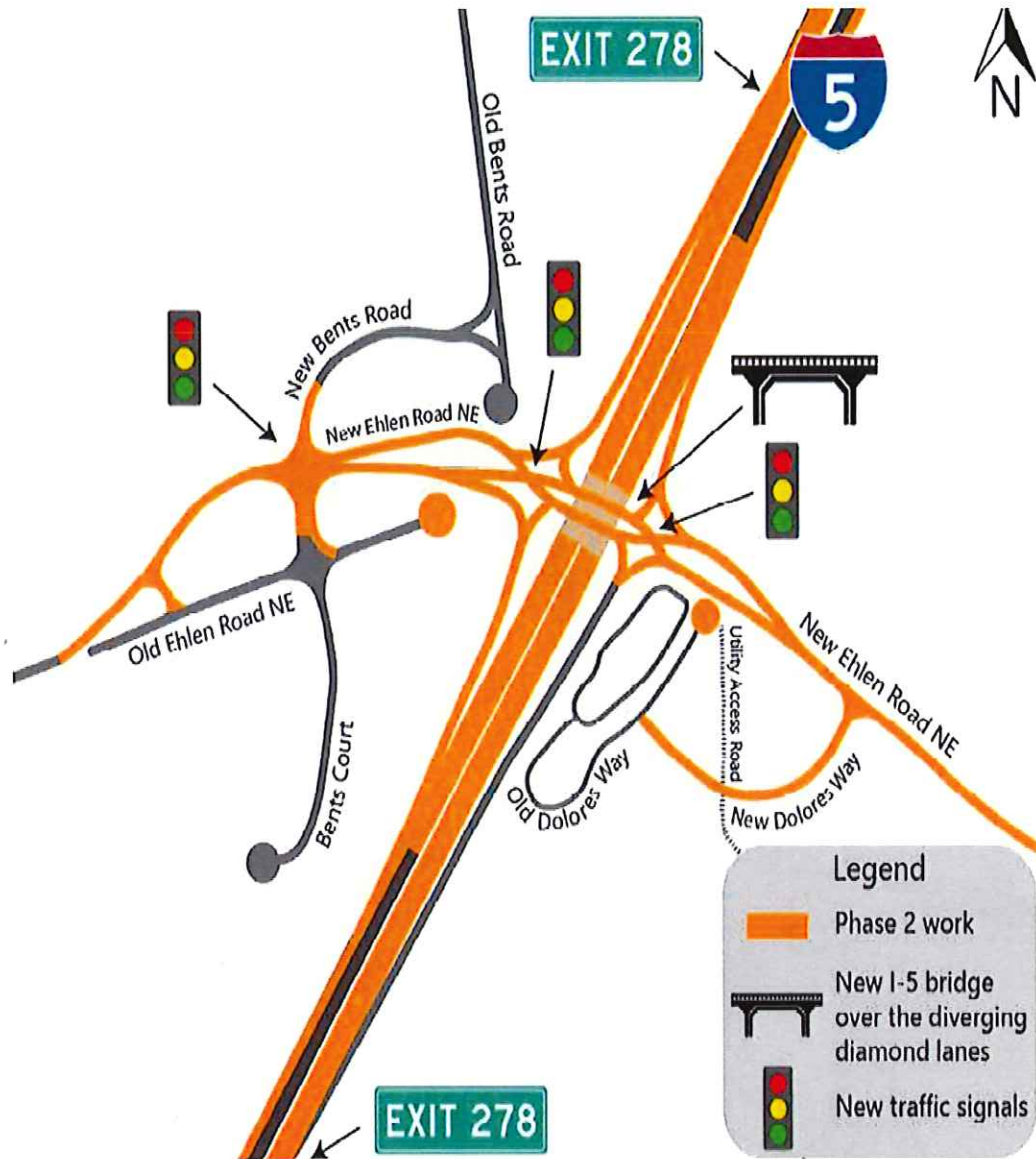 EXIT 278
5
N
Old Bents Road
New Bents Road
New Ehlen Road NE
Old Ehlen Road NE
Bents Court
Utility Access Road
New Ehlen Road NE
Old Dolores Way
New Dolores Way
Legend
Phase 2 work
New I-5 bridge
over the diverging
diamond lanes
New traffic signals
EXIT 278